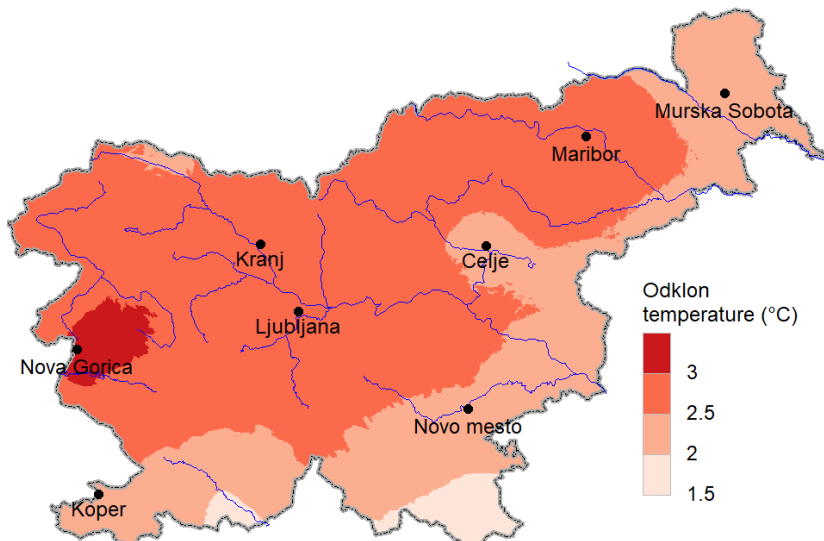 Murska Sobota
Maribor
Kranj
Celje
Ljubljana
Nova Gorica
Novo mesto
Koper
Odklon
temperature (°C)
3
2.5
2
1.5